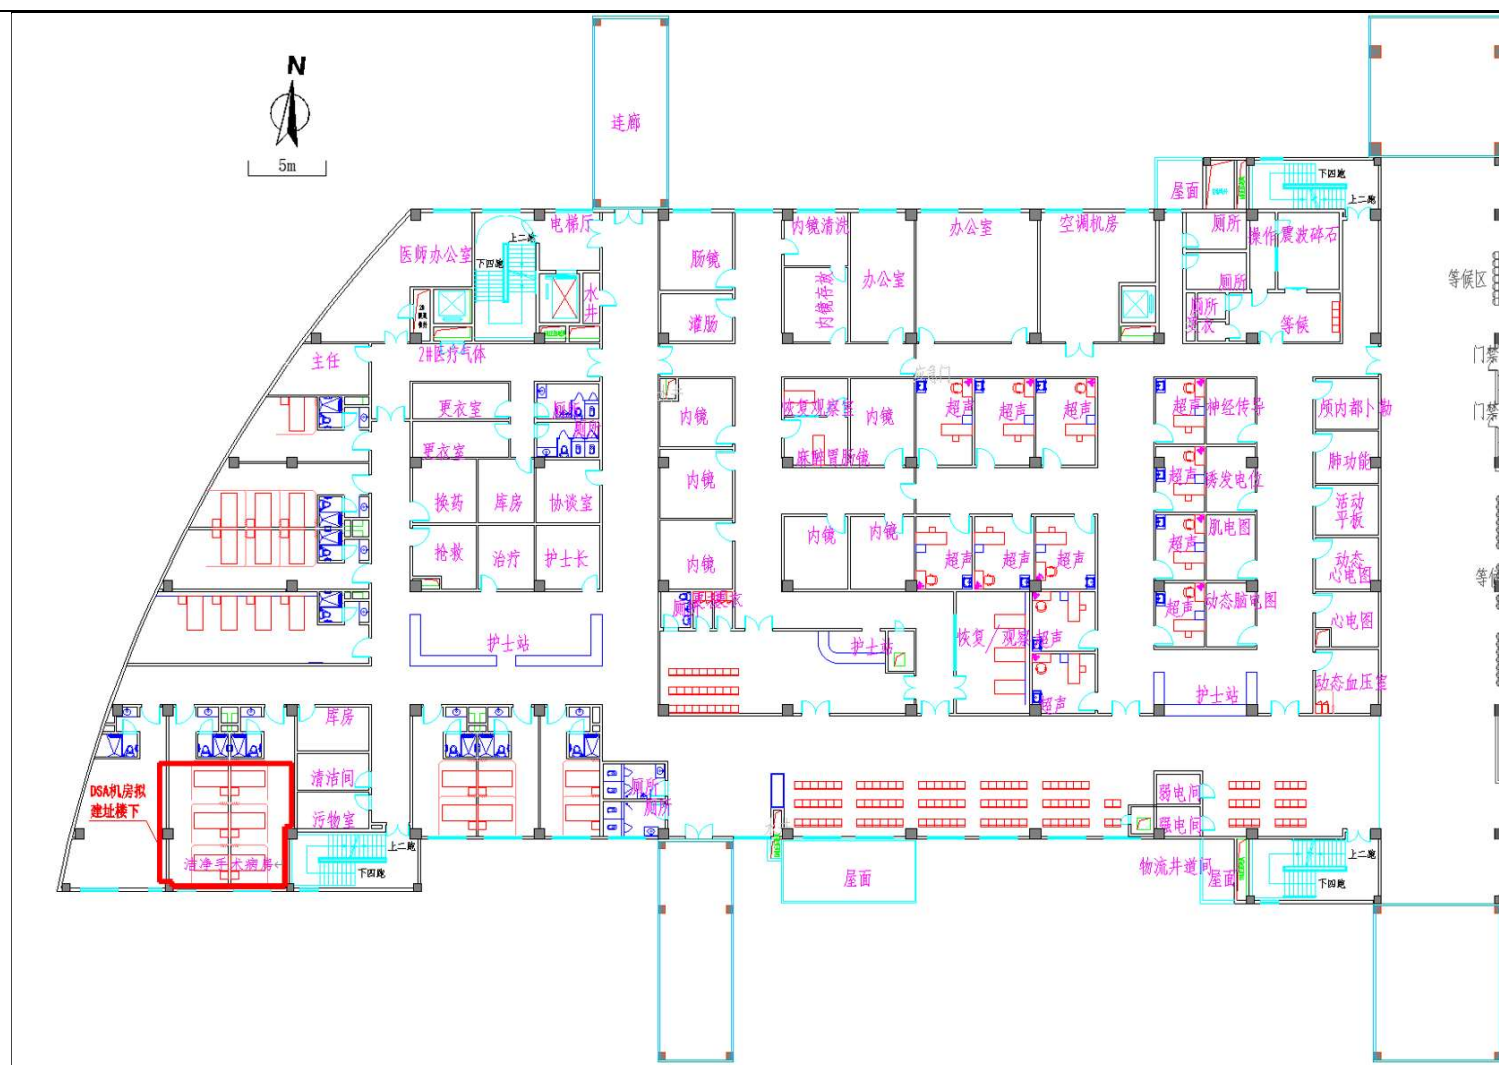 N
5m
连廊
屋面
下四跑
上二跑
医师办公室
上二跑
下四跑
电梯厅
水井
2#医疗气体
肠镜
灌肠
内镜清洗
内镜存放
办公室
办公室
空调机房
厕所
厕所
厕所
更衣
操作
震波碎石
等候
等候区
门禁
门禁
主任
更衣室
更衣室
厕所
厕所
换药
库房
协谈室
抢救
治疗
护士长
护士站
内镜
内镜
内镜
恢复观察室
内镜
麻醉胃肠镜
内镜
内镜
超声
超声
超声
超声
超声
超声
超声
神经传导
超声
诱发电位
超声
肌电图
超声
动态脑电图
颅内都卜勒
肺功能
活动
平板
动态
心电图
心电图
动态血压室
护士站
恢复/观察
超声
超声
护士站
库房
清洁间
污物室
DSA机房拟
建址楼下
洁净手术病房
上二跑
下四跑
厕所
厕所
屋面
弱电间
强电间
物流井道间
屋面
上二跑
下四跑